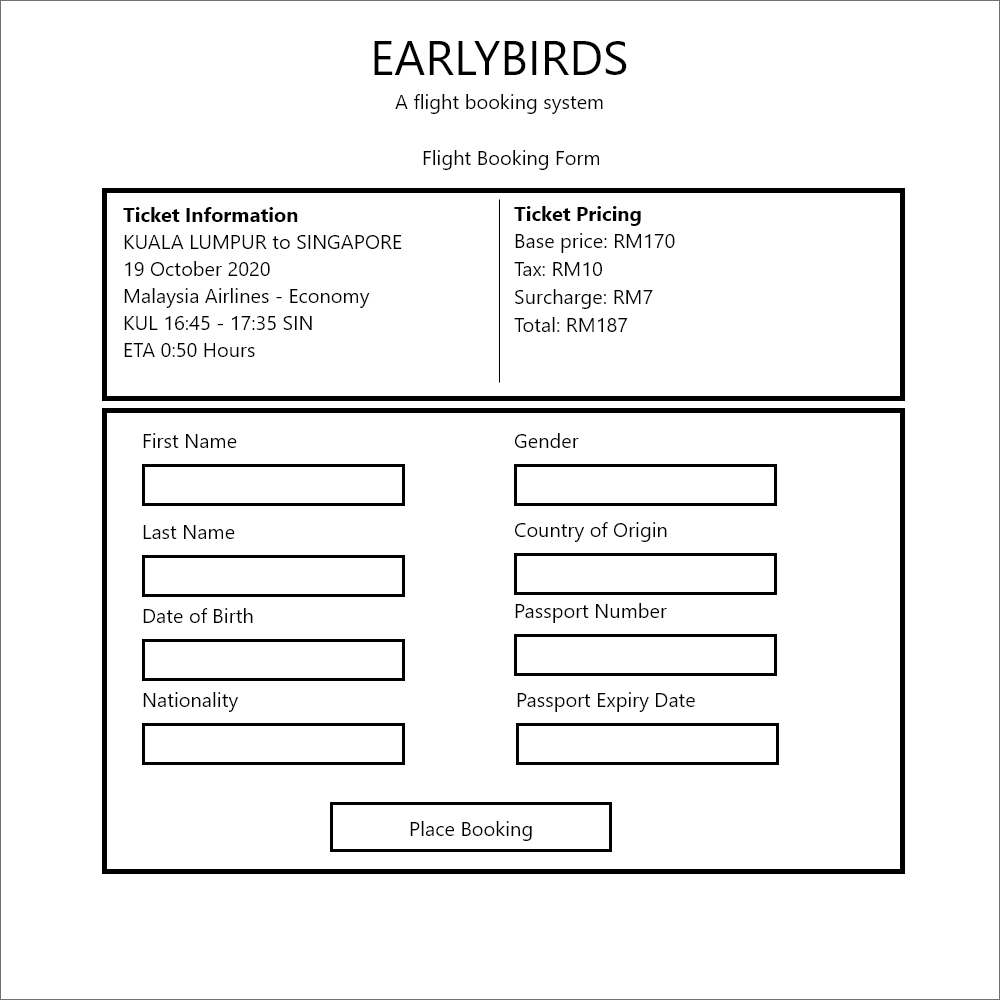 EARLYBIRDS
A flight booking system
Flight Booking Form
Ticket Information
KUALA LUMPUR to SINGAPORE
19 October 2020
Malaysia Airlines - Economy
KUL 16:45 - 17:35 SIN
ETA 0:50 Hours
Ticket Pricing
Base price: RM170
Tax: RM10
Surcharge: RM7
Total: RM187
First Name
Gender
Last Name
Country of Origin
Date of Birth
Passport Number
Nationality
Passport Expiry Date
Place Booking